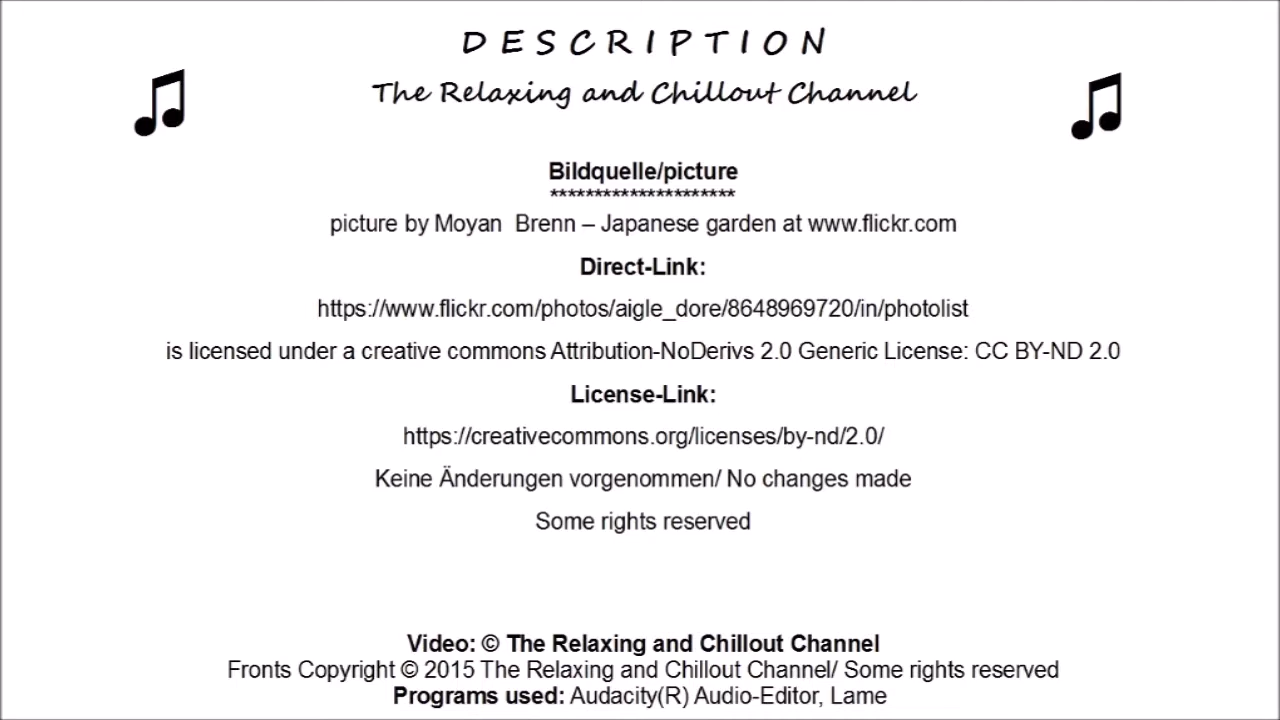 DESCRIPTION
The Relaxing and Chillout Channel
Bildquelle/picture
*********************
picture by Moyan  Brenn – Japanese garden at www.flickr.com
Direct-Link:
https://www.flickr.com/photos/aigle_dore/8648969720/in/photolist
is licensed under a creative commons Attribution-NoDerivs 2.0 Generic License: CC BY-ND 2.0
License-Link:
https://creativecommons.org/licenses/by-nd/2.0/
Keine Änderungen vorgenommen/ No changes made
Some rights reserved
Video: © The Relaxing and Chillout Channel
Fronts Copyright © 2015 The Relaxing and Chillout Channel/ Some rights reserved
Programs used: Audacity(R) Audio-Editor, Lame